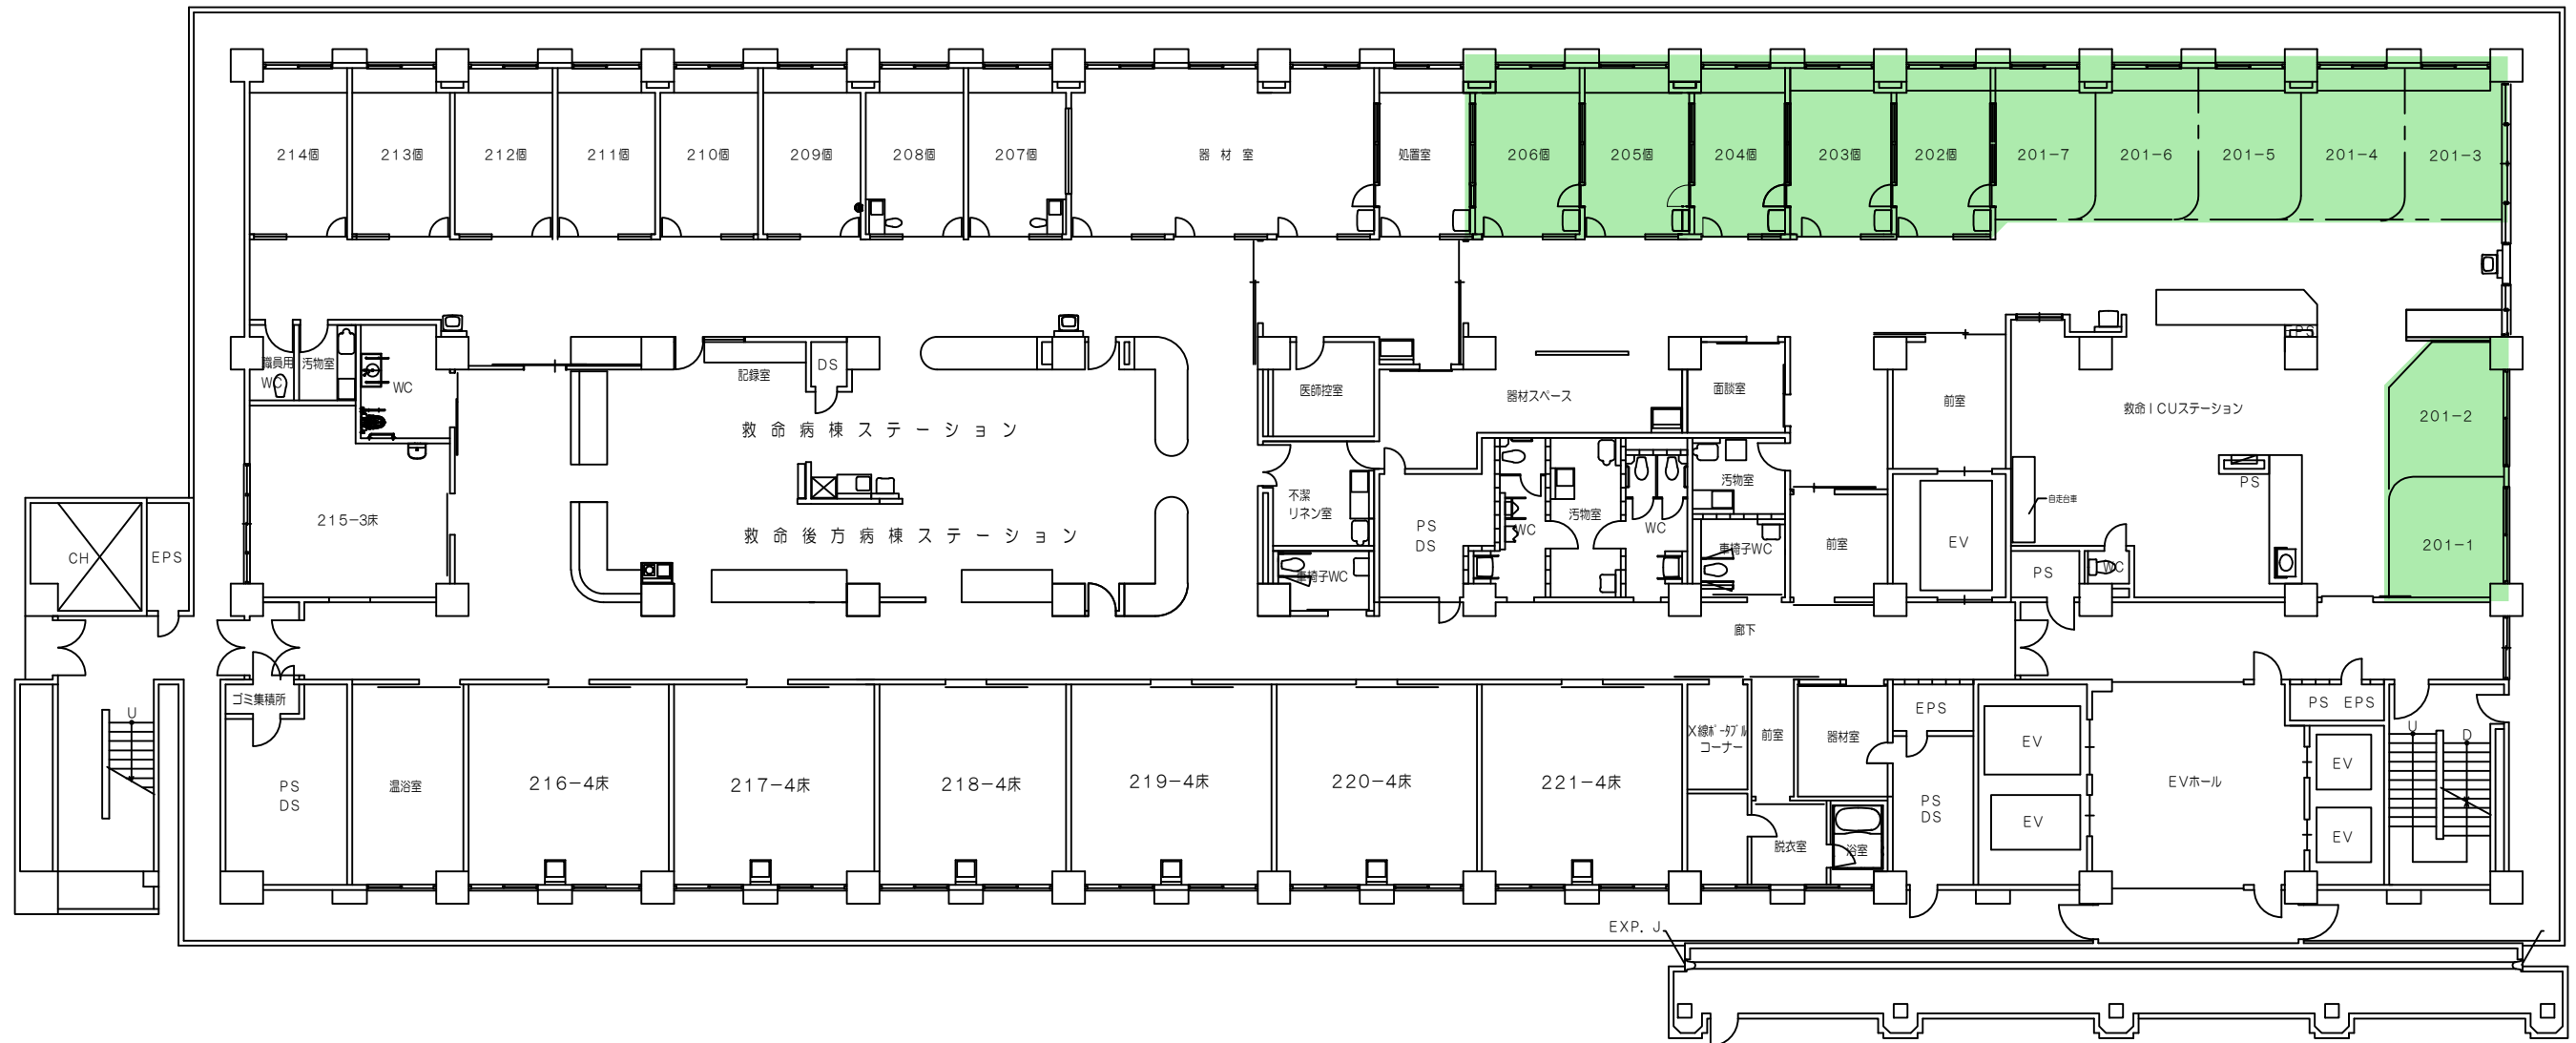 214個
213個
212個
211個
210個
209個
208個
207個
器 材 室
処置室
206個
205個
204個
203個
202個
201-7
201-6
201-5
201-4
201-3
職員用
WC
汚物室
WC
記録室
DS
医師控室
器材スペース
面談室
前室
救命ICUステーション
EPS
201-2
救 命 病 棟 ス テ ー シ ョ ン
215-3床
救 命 後 方 病 棟 ス テ ー シ ョ ン
不潔
リネン室
車椅子WC
PS
DS
WC
汚物室
WC
汚物室
車椅子WC
前室
EV
自走台車
PS
PS
WC
201-1
CH
EPS
廊下
ゴミ集積所
U
PS
DS
温浴室
216-4床
217-4床
218-4床
219-4床
220-4床
221-4床
X線ﾎﾟｰﾀﾌﾞﾙ
コーナー
前室
器材室
脱衣室
浴室
EPS
PS
DS
EV
EV
EVホール
PS EPS
EV
EV
U
D
EXP. J.